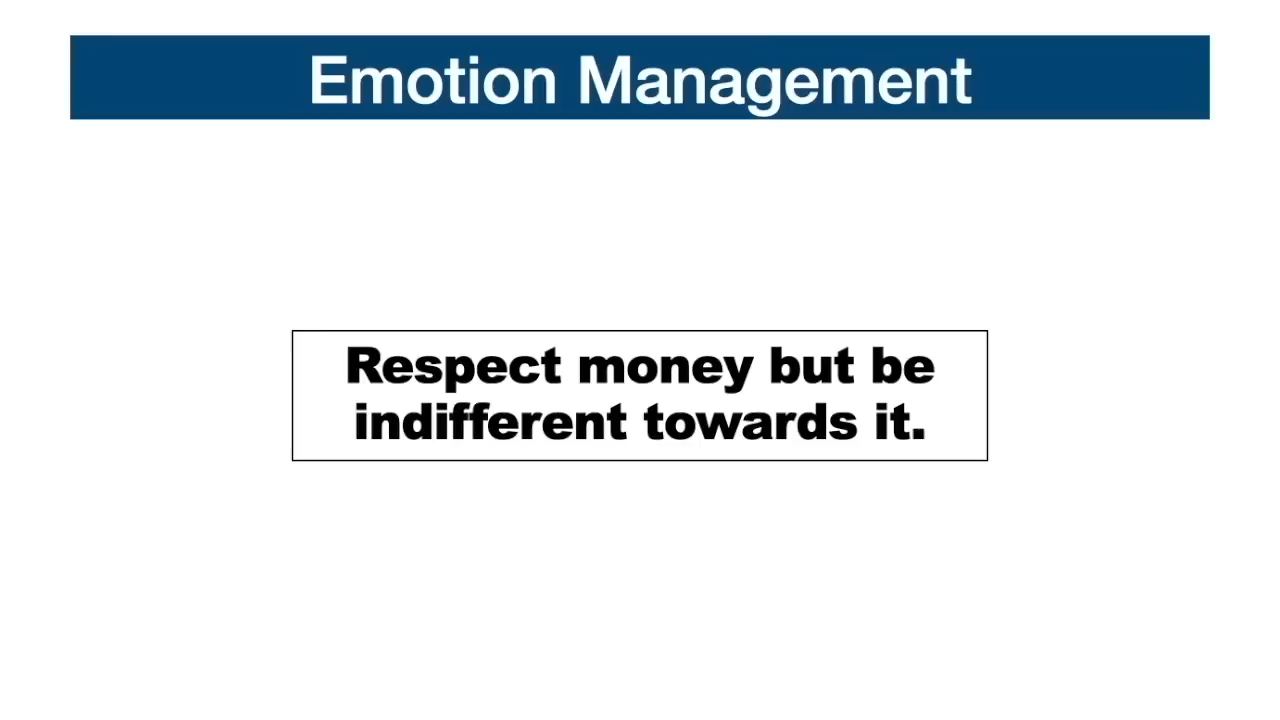 Emotion Management
Respect money but be
indifferent towards it.